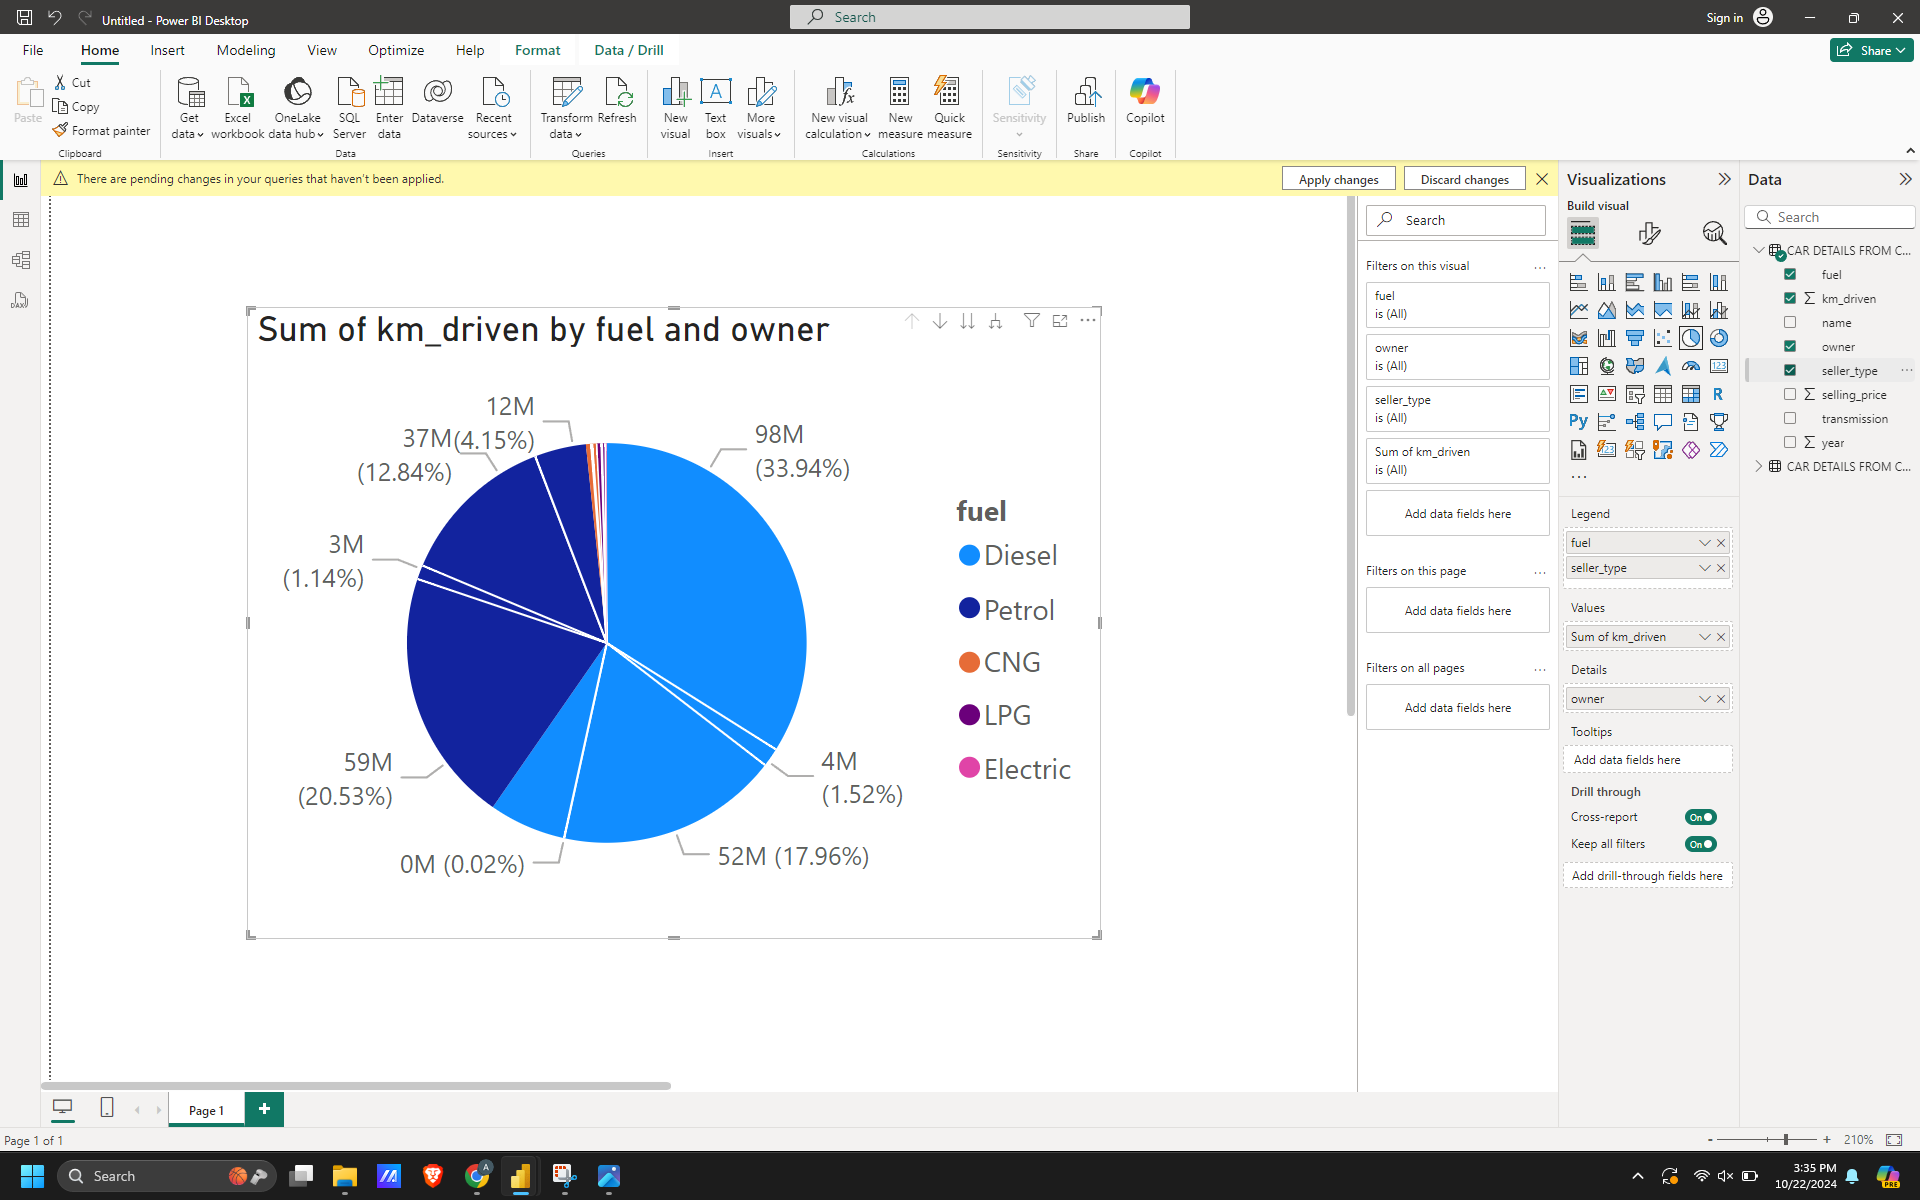 Untitled - Power BI Desktop
Search
Sign in
File
Home
Insert
Modeling
View
Optimize
Help
Format
Data / Drill
Share
Paste
Cut
Copy
Format painter
Clipboard
Get data
Excel workbook
OneLake data hub
SQL Server
Enter data
Dataverse
Recent sources
Data
Transform data
Refresh
Queries
New visual
Text box
More visuals
Insert
New visual calculation
New measure
Quick measure
Calculations
Sensitivity
Sensitivity
Publish
Share
Copilot
Copilot
There are pending changes in your queries that haven't been applied.
Apply changes
Discard changes
Sum of km_driven by fuel and owner
12M
(4.15%)
37M
(12.84%)
98M
(33.94%)
3M
(1.14%)
59M
(20.53%)
0M (0.02%)
52M (17.96%)
4M
(1.52%)
fuel
Diesel
Petrol
CNG
LPG
Electric
Search
Filters on this visual
...
fuel
is (All)
owner
is (All)
seller_type
is (All)
Sum of km_driven
is (All)
Add data fields here
Filters on this page
...
Add data fields here
Filters on all pages
...
Add data fields here
Visualizations
Build visual
123
R
Py
...
Legend
fuel
seller_type
Values
Sum of km_driven
Details
owner
Tooltips
Add data fields here
Drill through
Cross-report
On
Keep all filters
On
Add drill-through fields here
Data
Search
CAR DETAILS FROM C...
fuel
km_driven
name
owner
seller_type
...
selling_price
transmission
year
CAR DETAILS FROM C...
Page 1
+
Page 1 of 1
- + 210%
Search
3:35 PM
10/22/2024
PRE